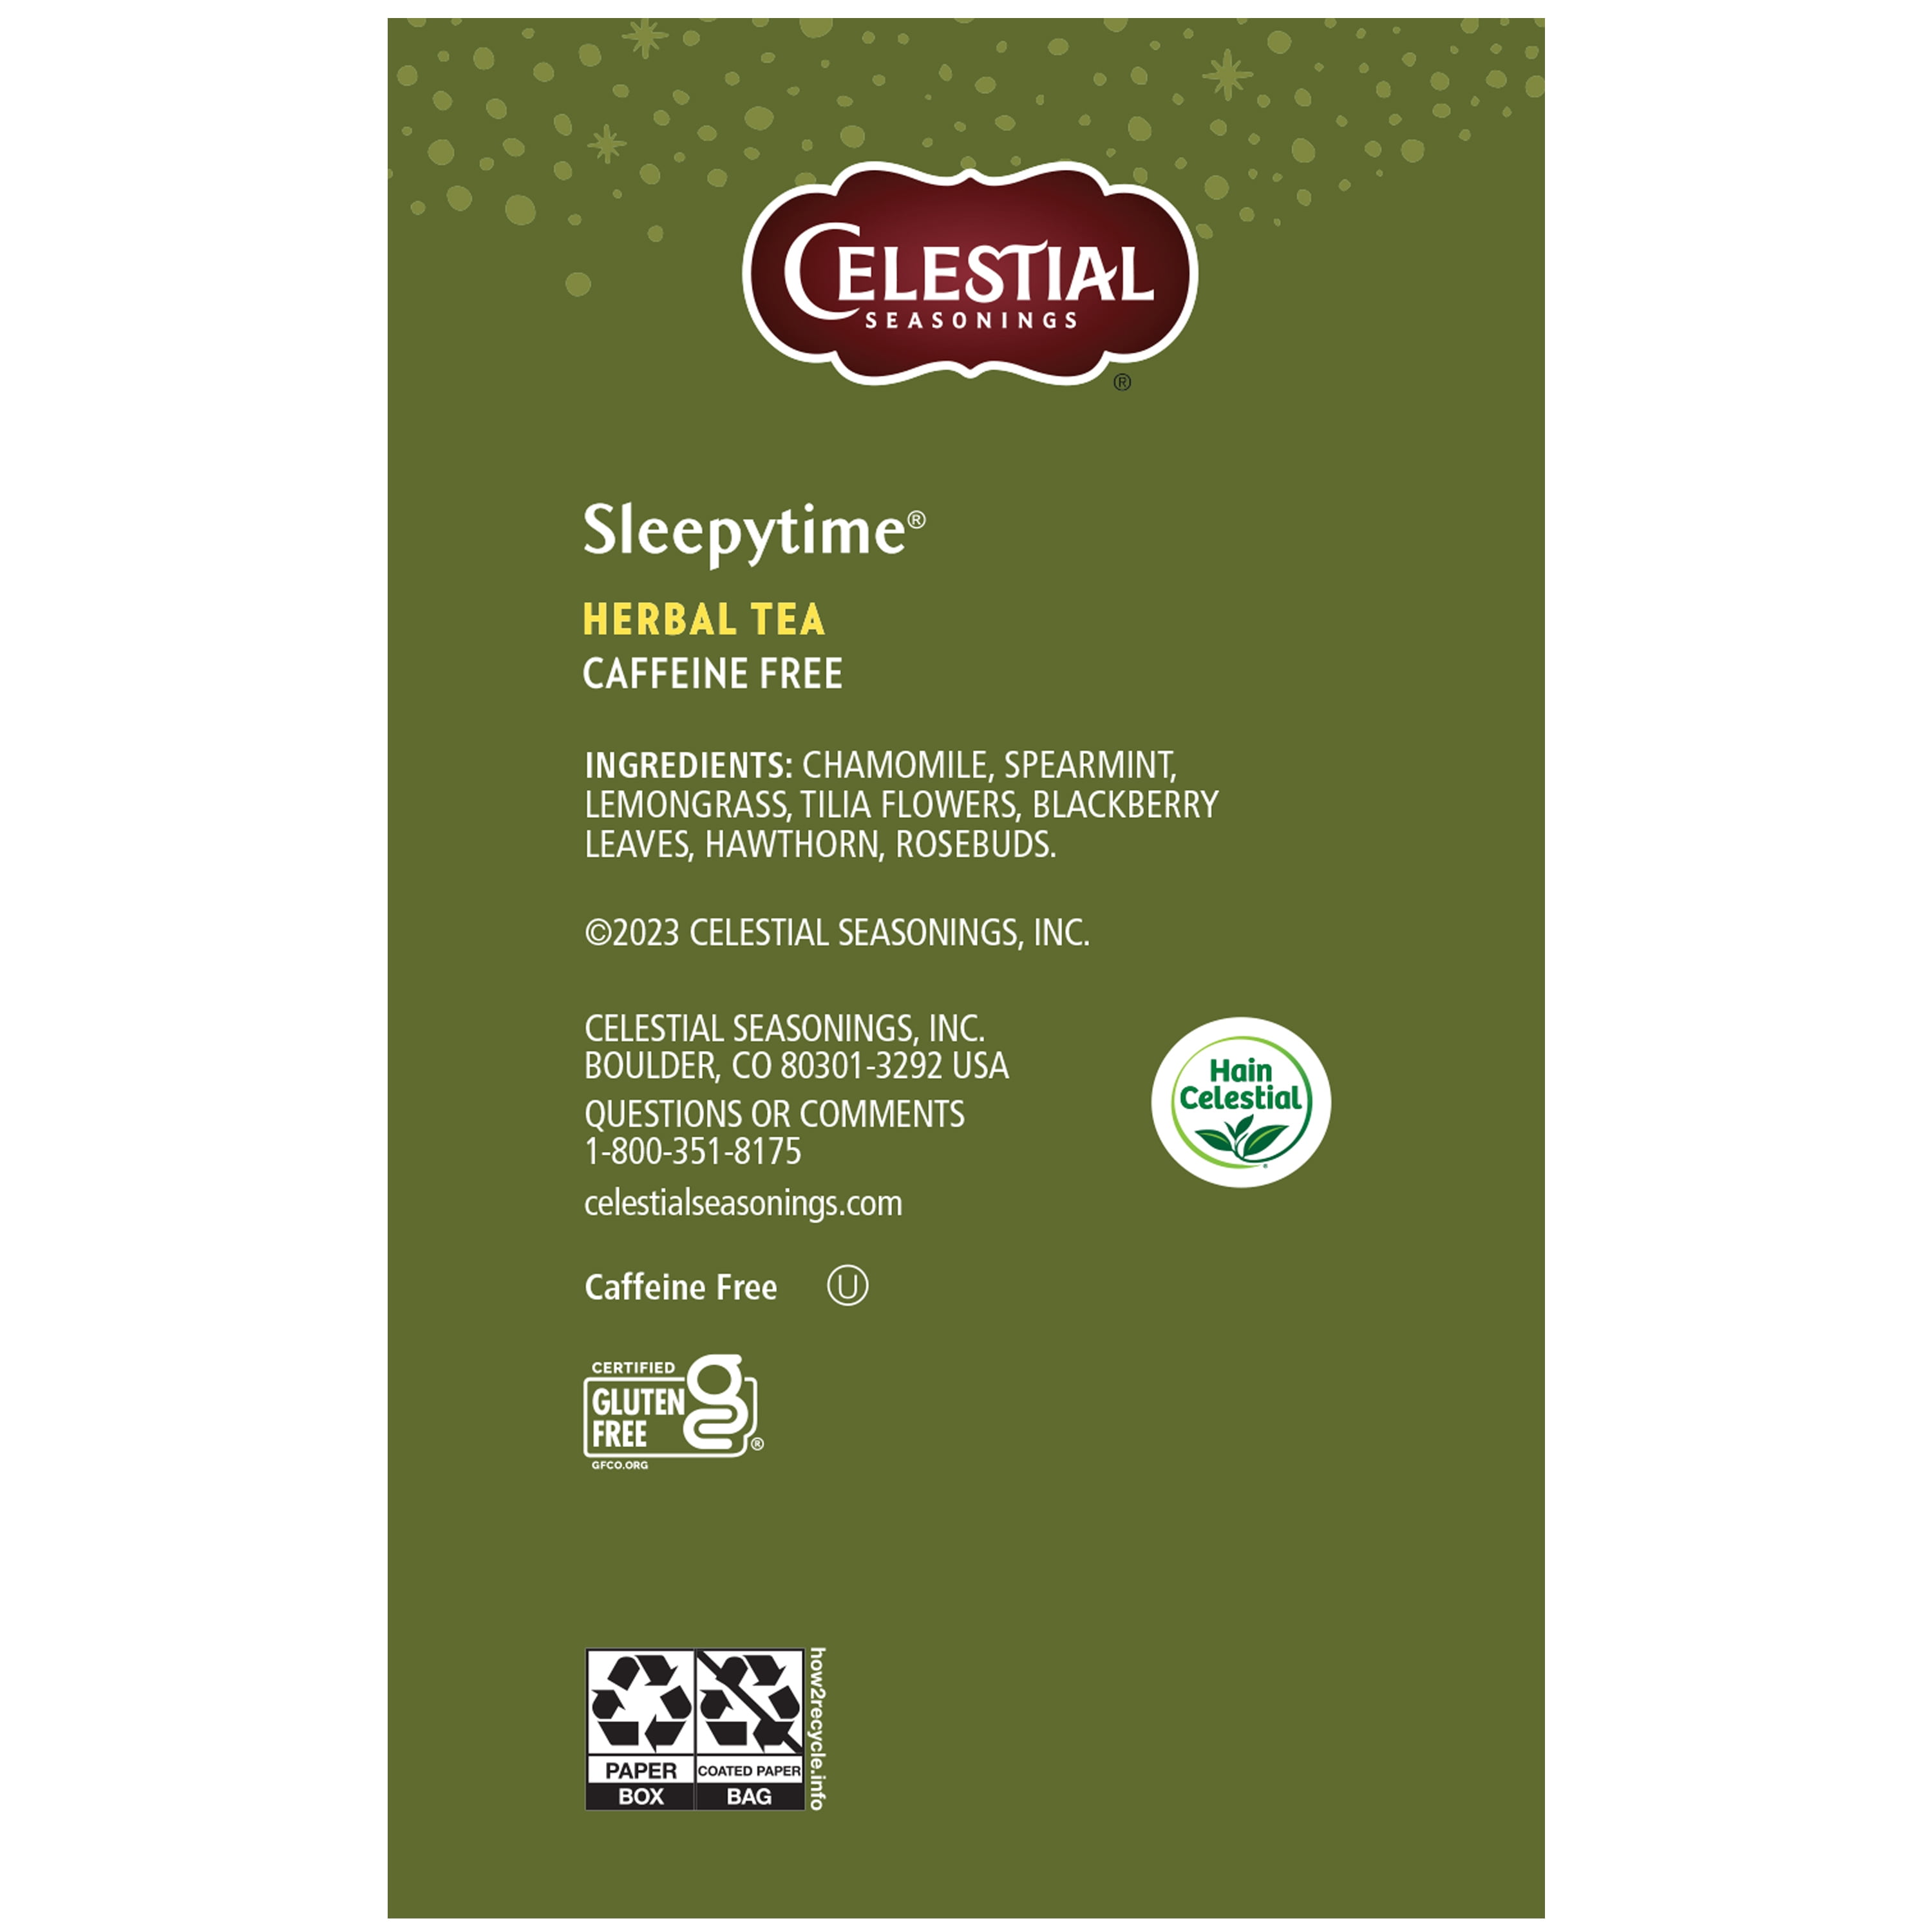 CELESTIAL
SEASONINGS
®
Sleepytime®
HERBAL TEA
CAFFEINE FREE
INGREDIENTS: CHAMOMILE, SPEARMINT,
LEMONGRASS, TILIA FLOWERS, BLACKBERRY
LEAVES, HAWTHORN, ROSEBUDS.
©2023 CELESTIAL SEASONINGS, INC.
CELESTIAL SEASONINGS, INC.
BOULDER, CO 80301-3292 USA
QUESTIONS OR COMMENTS
1-800-351-8175
celestialseasonings.com
Hain
Celestial
Caffeine Free U
CERTIFIED
GLUTEN
FREE
g
®
GFCO.ORG
PAPER
BOX
COATED PAPER
BAG
how2recycle.info